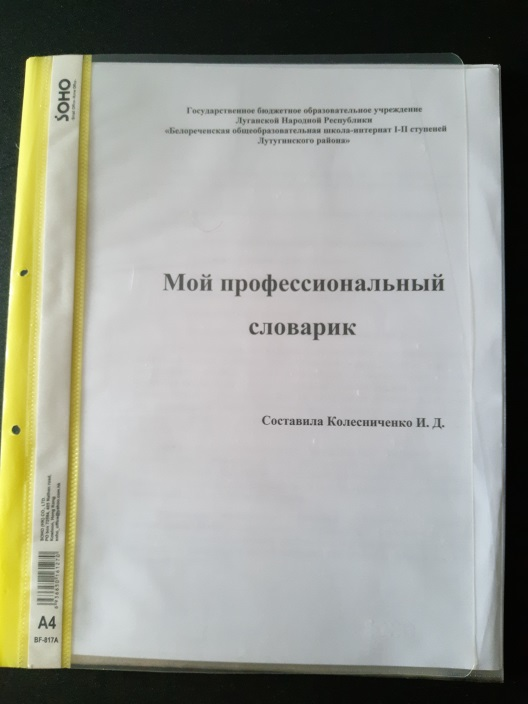 SOHO
Государственное бюджетное образовательное учреждение
Луганской Народной Республики
«Белореченская общеобразовательная школа-интернат I-II ступеней
Лутугинского района»
Мой профессиональный
словарик
Составила Колесниченко И. Д.
A4
BF-817A